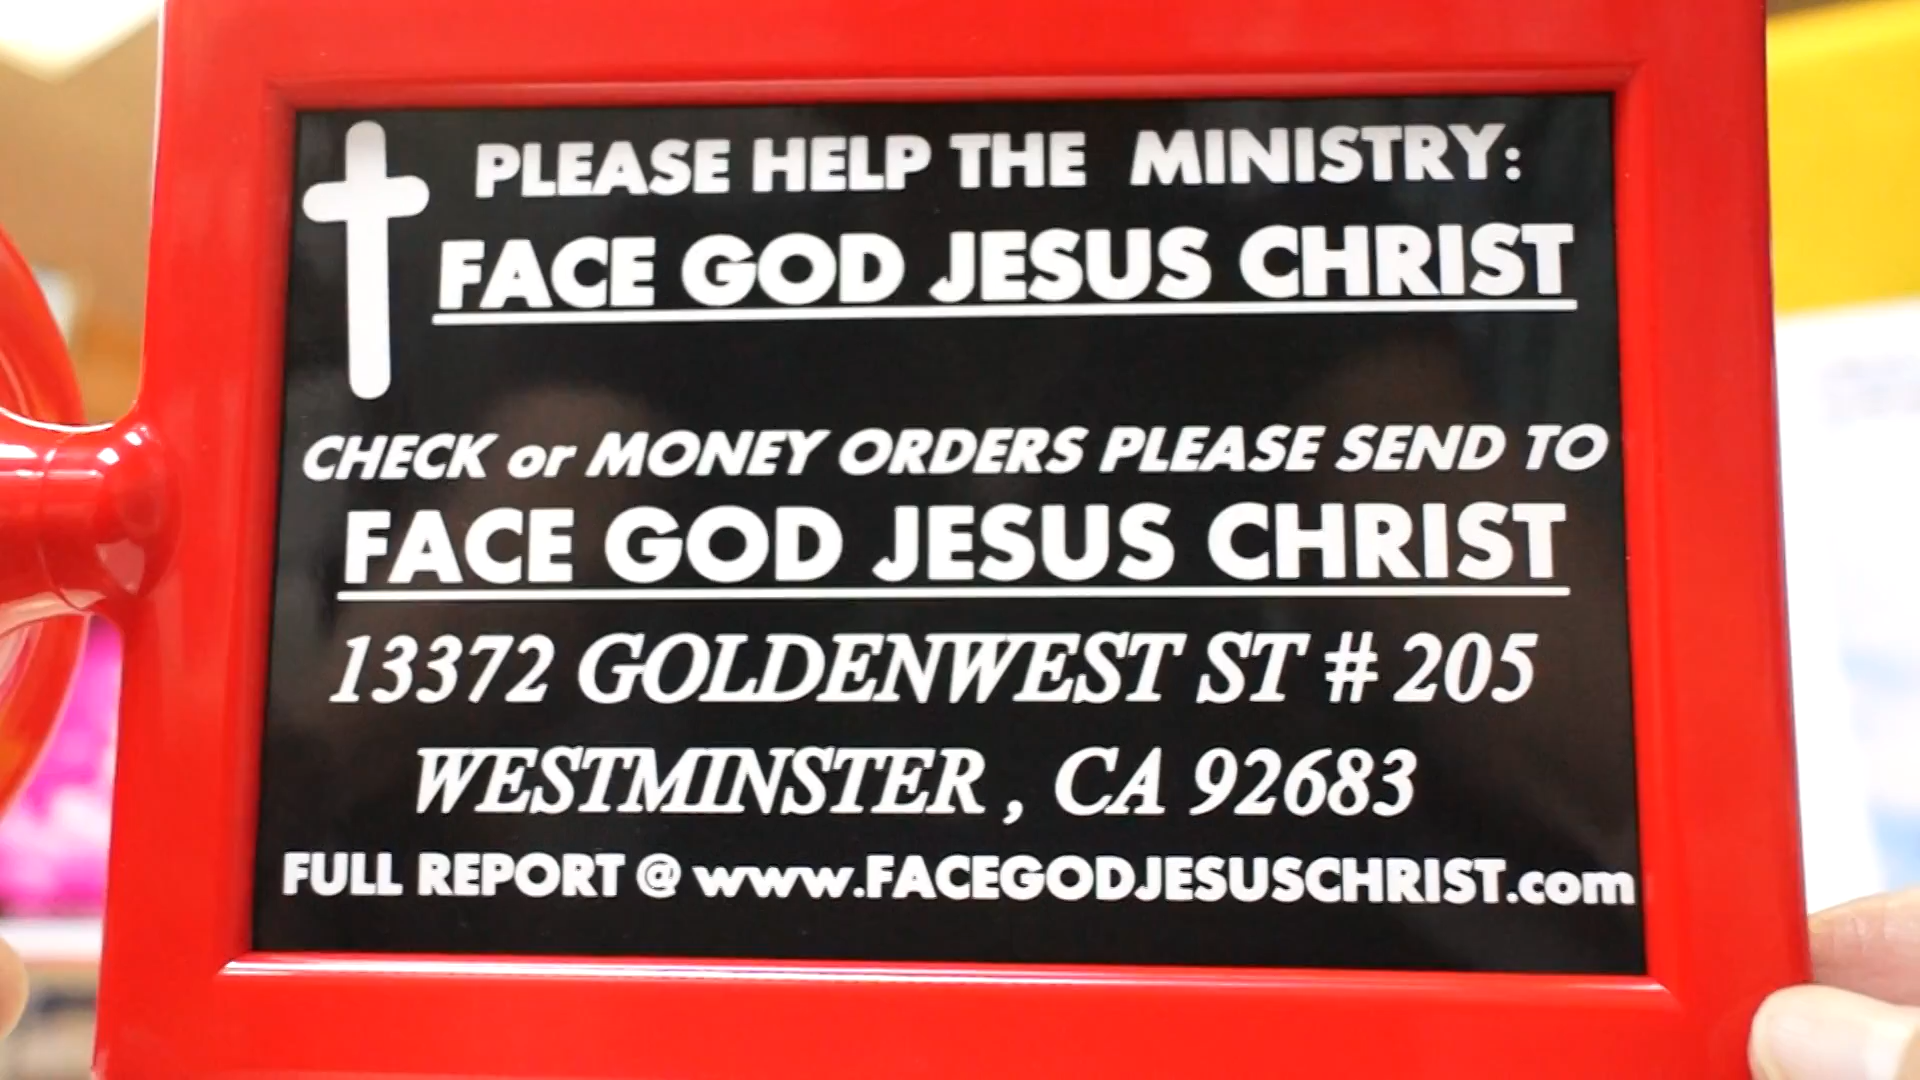 PLEASE HELP THE MINISTRY:
FACE GOD JESUS CHRIST
CHECK or MONEY ORDERS PLEASE SEND TO
FACE GOD JESUS CHRIST
13372 GOLDENWEST ST # 205
WESTMINSTER , CA 92683
FULL REPORT @ www.FACEGODJESUSCHRIST.com